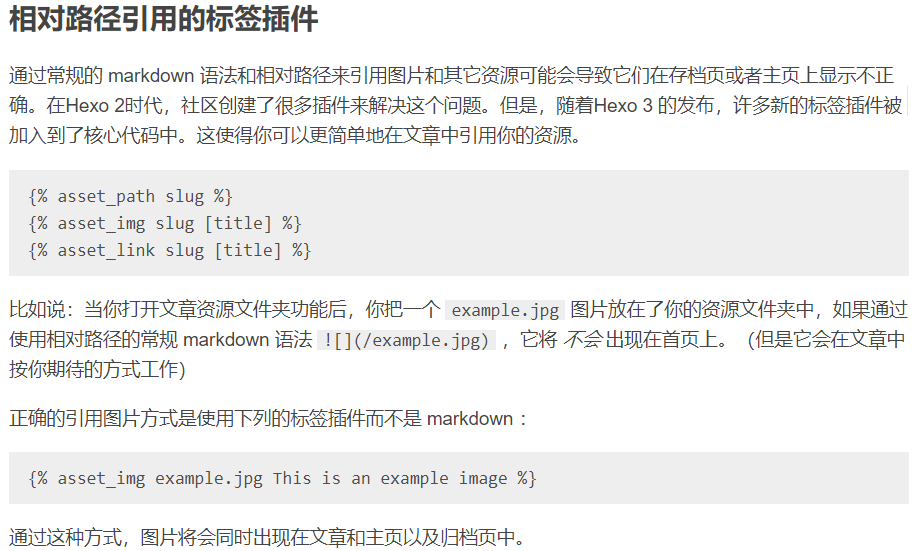 相对路径引用的标签插件
通过常规的 markdown 语法和相对路径来引用图片和其它资源可能会导致它们在存档页或者主页上显示不正
确。在Hexo 2时代，社区创建了很多插件来解决这个问题。但是，随着Hexo 3 的发布，许多新的标签插件被
加入到了核心代码中。这使得你可以更简单地在文章中引用你的资源。
{% asset_path slug %}
{% asset_img slug [title] %}
{% asset_link slug [title] %}
比如说：当你打开文章资源文件夹功能后，你把一个 example.jpg 图片放在了你的资源文件夹中，如果通过
使用相对路径的常规 markdown 语法 ![](/example.jpg) ，它将 不会 出现在首页上。（但是它会在文章中
按你期待的方式工作）
正确的引用图片方式是使用下列的标签插件而不是 markdown ：
{% asset_img example.jpg This is an example image %}
通过这种方式，图片将会同时出现在文章和主页以及归档页中。